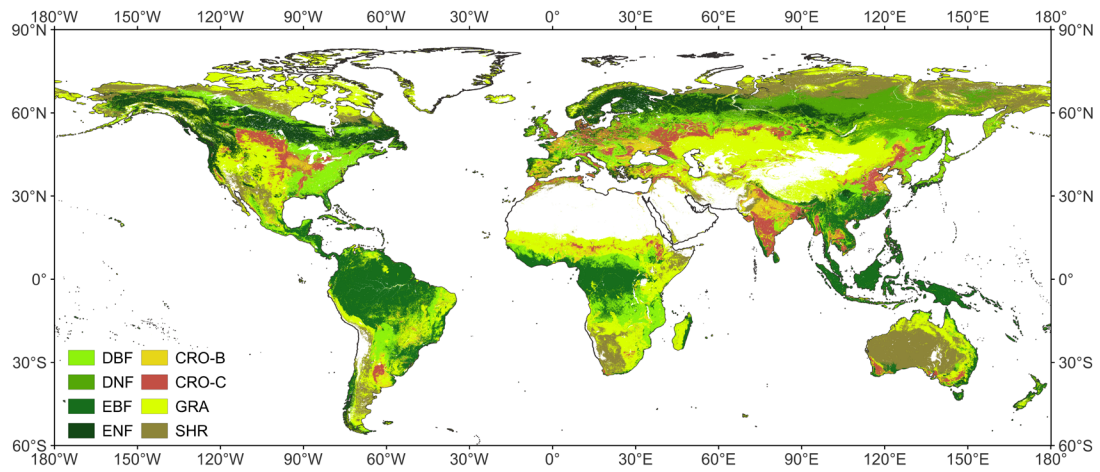 180° 150°W 120°W 90°W 60°W 30°W 0° 30°E 60°E 90°E 120°E 150°E 180°
90°N 90°N
60°N 60°N
30°N 30°N
0° 0°
DBF CRO-B
DNF CRO-C
30°S 30°S
EBF GRA
ENF SHR
60°S 60°S
180° 150°W 120°W 90°W 60°W 30°W 0° 30°E 60°E 90°E 120°E 150°E 180°